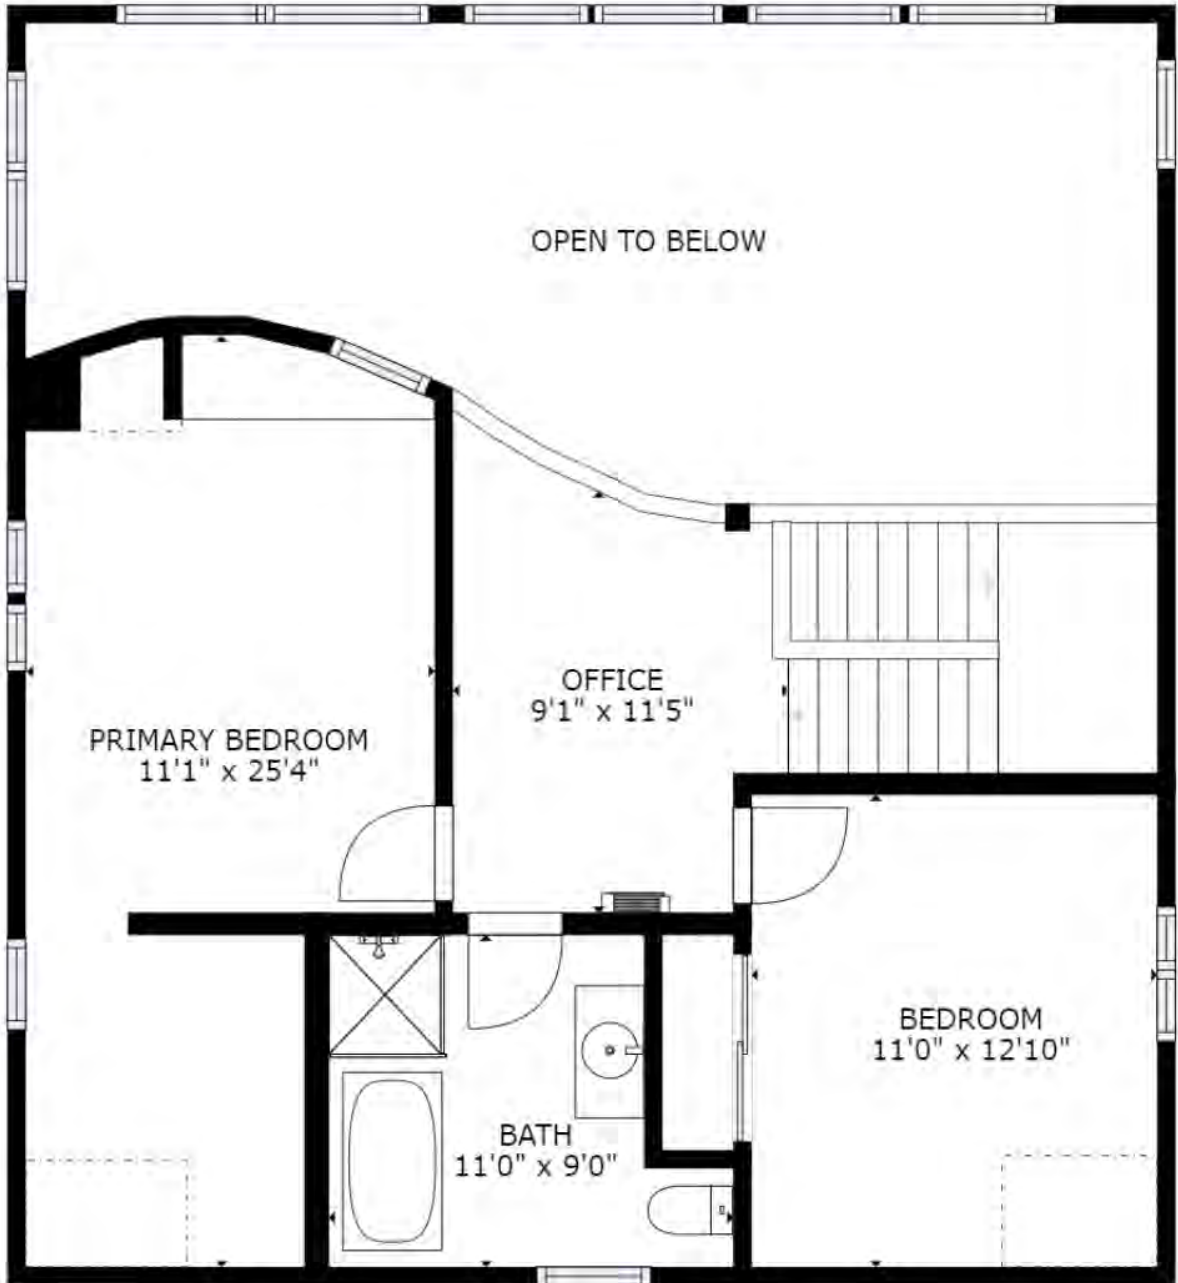 OPEN TO BELOW
OFFICE
9'1" x 11'5"
PRIMARY BEDROOM
11'1" x 25'4"
BEDROOM
11'0" x 12'10"
BATH
11'0" x 9'0"